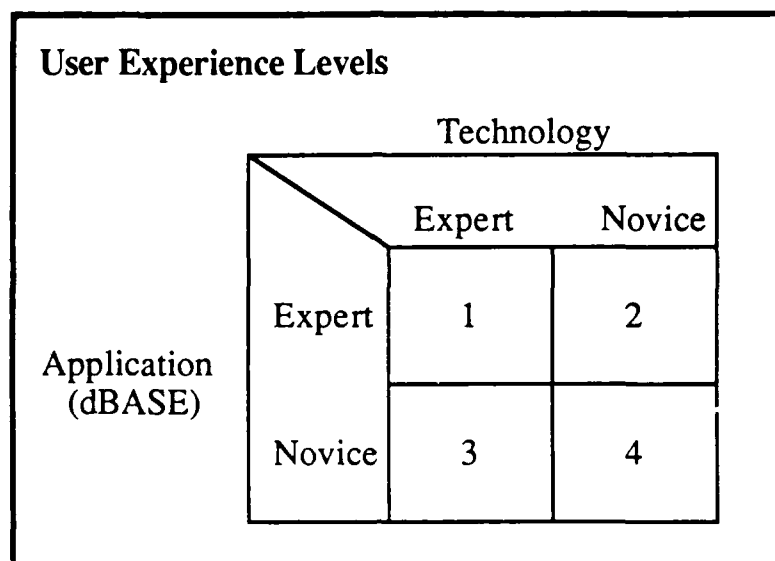 User Experience Levels
Technology
Expert Novice
Expert 1 2
Application
(dBASE)
Novice 3 4